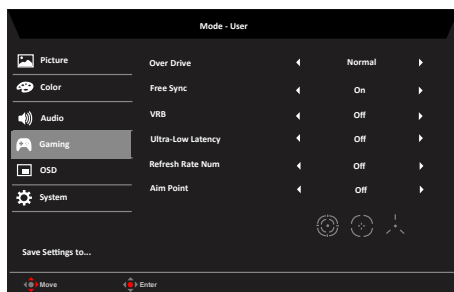 Mode - User
Picture
Color
Audio
Gaming
OSD
System
Save Settings to...
Over Drive Normal
Free Sync On
VRB Off
Ultra-Low Latency Off
Refresh Rate Num Off
Aim Point Off
Move Enter